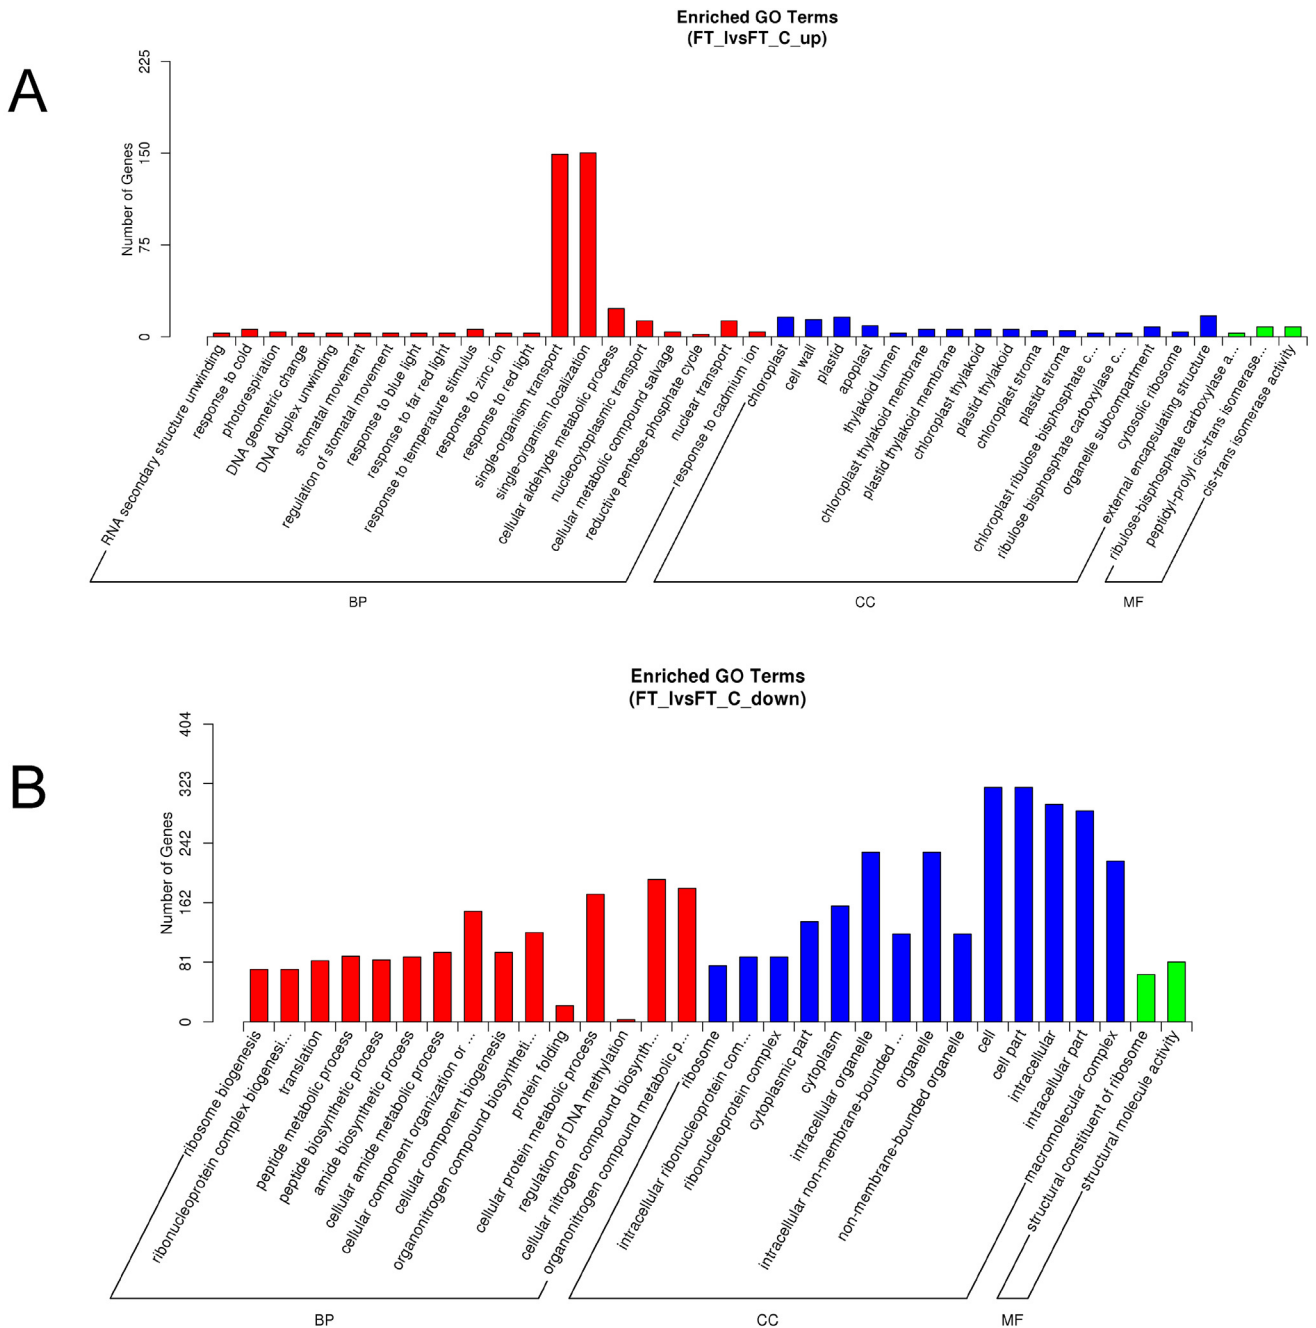 Enriched GO Terms
(FT_IvsFT_C_up)
A
Number of Genes
225
150
75
0
RNA secondary structure unwinding
response to cold
photorespiration
DNA geometric change
DNA duplex unwinding
stomatal movement
regulation of stomatal movement
response to blue light
response to far red light
response to temperature stimulus
response to zinc ion
response to red light
single-organism transport
single-organism localization
cellular aldehyde metabolic process
nucleocytoplasmic transport
cellular metabolic compound salvage
reductive pentose-phosphate cycle
nuclear transport
response to cadmium ion
chloroplast
cell wall
plastid
apoplast
thylakoid lumen
chloroplast thylakoid membrane
plastid thylakoid membrane
chloroplast thylakoid
plastid thylakoid
chloroplast stroma
plastid stroma
chloroplast ribulose bisphosphate c...
ribulose bisphosphate carboxylase c...
organelle subcompartment
cytosolic ribosome
external encapsulating structure
ribulose-bisphosphate carboxylase a...
peptidyl-prolyl cis-trans isomerase...
cis-trans isomerase activity
BP
CC
MF
Enriched GO Terms
(FT_IvsFT_C_down)
B
Number of Genes
404
323
242
162
81
0
ribosome biogenesis
ribonucleoprotein complex biogenesi...
translation
peptide metabolic process
peptide biosynthetic process
amide biosynthetic process
cellular amide metabolic process
cellular component organization or ...
cellular component biogenesis
organonitrogen compound biosyntheti...
protein folding
cellular protein metabolic process
regulation of DNA methylation
cellular nitrogen compound biosynth...
organonitrogen compound metabolic p...
ribosome
intracellular ribonucleoprotein com...
ribonucleoprotein complex
cytoplasmic part
cytoplasm
intracellular organelle
intracellular non-membrane-bounded ...
organelle
non-membrane-bounded organelle
cell
cell part
intracellular
intracellular part
macromolecular complex
structural constituent of ribosome
structural molecule activity
BP
CC
MF